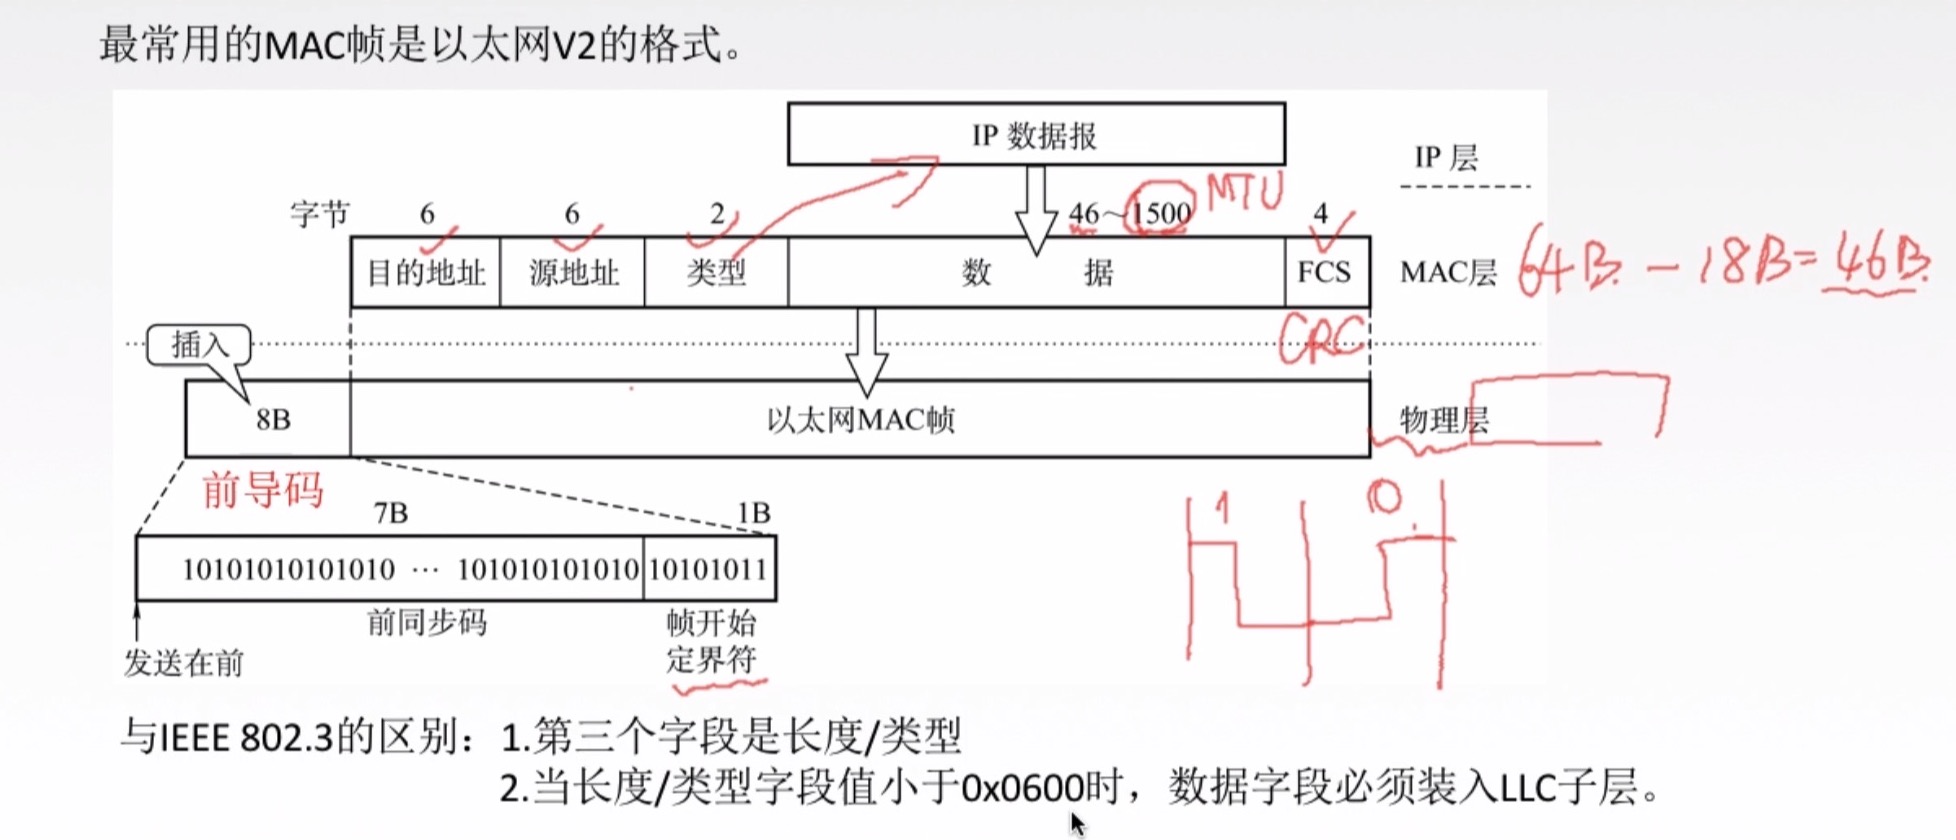 最常用的MAC帧是以太网V2的格式。
IP 数据报
IP 层
字节 6 6 2 46~1500 MTU 4
目的地址 源地址 类型 数 据 FCS MAC层 64B - 18B = 46B
CRC
插入
8B 以太网MAC帧 物理层
前导码
7B 1B
10101010101010 ··· 101010101010 10101011
1 0
前同步码 帧开始
定界符
发送在前
与IEEE 802.3的区别：1.第三个字段是长度/类型
2.当长度/类型字段值小于0x0600时，数据字段必须装入LLC子层。